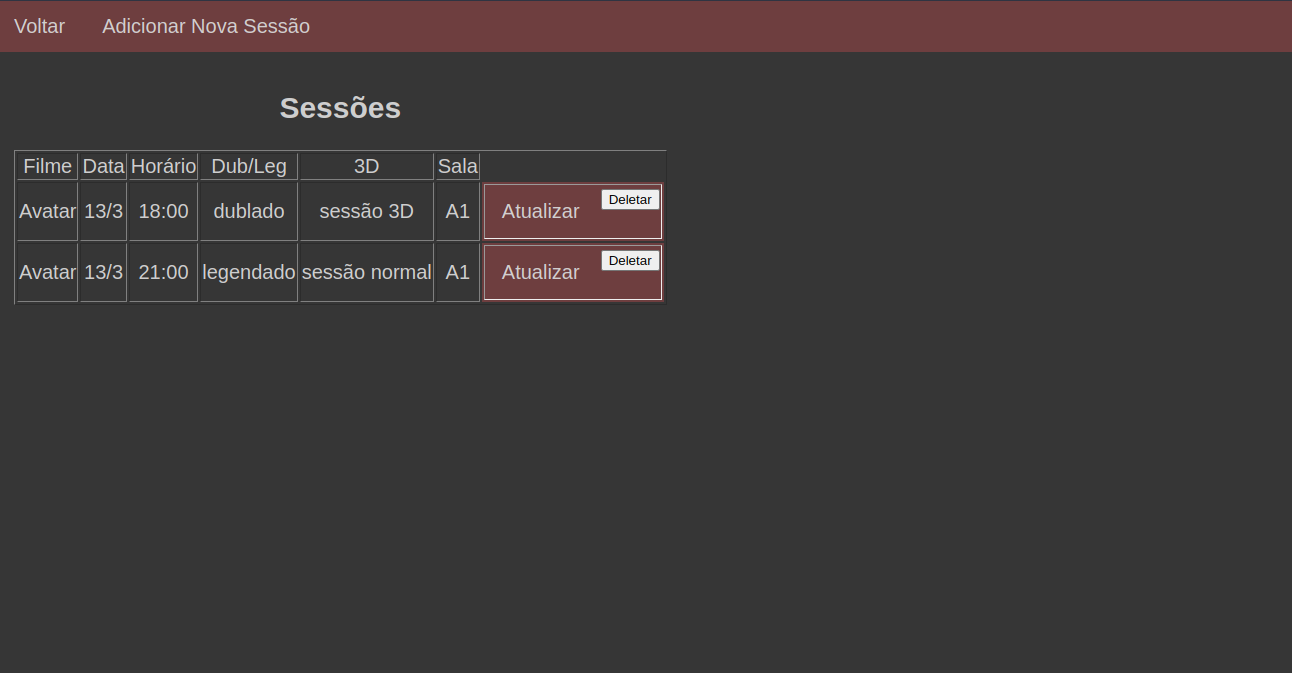 Voltar Adicionar Nova Sessão
Sessões
Filme Data Horário Dub/Leg 3D Sala
Avatar 13/3 18:00 dublado sessão 3D A1 Atualizar Deletar
Avatar 13/3 21:00 legendado sessão normal A1 Atualizar Deletar